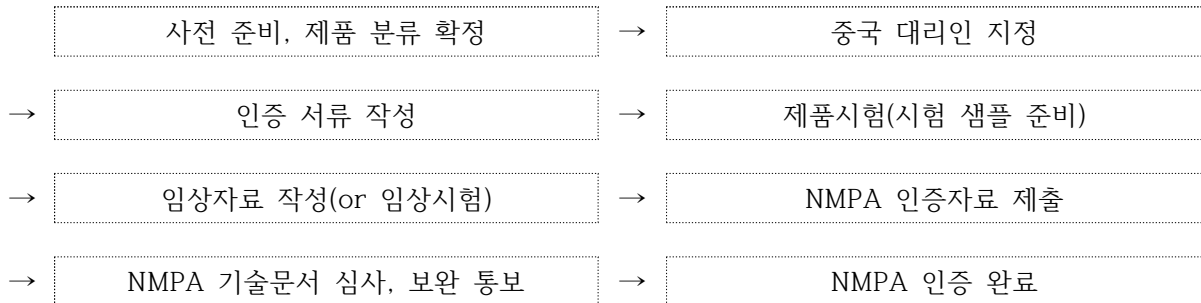 사전 준비, 제품 분류 확정 → 중국 대리인 지정
→ 인증 서류 작성 → 제품시험(시험 샘플 준비)
→ 임상자료 작성(or 임상시험) → NMPA 인증자료 제출
→ NMPA 기술문서 심사, 보완 통보 → NMPA 인증 완료